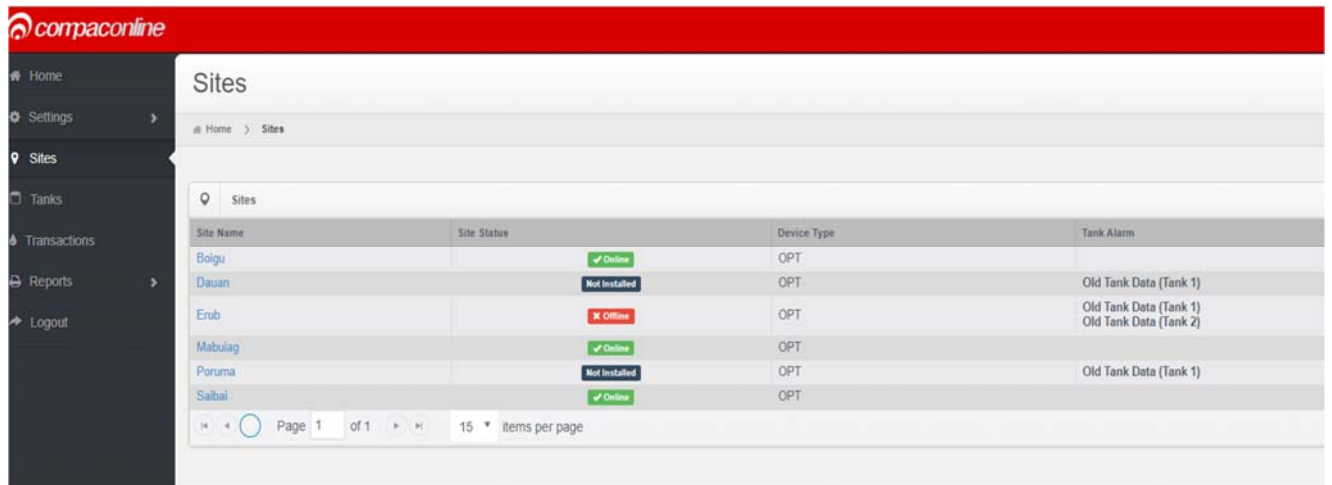 compaconline
Home
Settings
Sites
Tanks
Transactions
Reports
Logout
Sites
Home > Sites
Sites
Site Name Site Status Device Type Tank Alarm
Boigu Online OPT
Dauan Not Installed OPT Old Tank Data (Tank 1)
Erub Offline OPT Old Tank Data (Tank 1)
Old Tank Data (Tank 2)
Mabuiag Online OPT
Poruma Not Installed OPT Old Tank Data (Tank 1)
Saibai Online OPT
Page 1 of 1 15 items per page